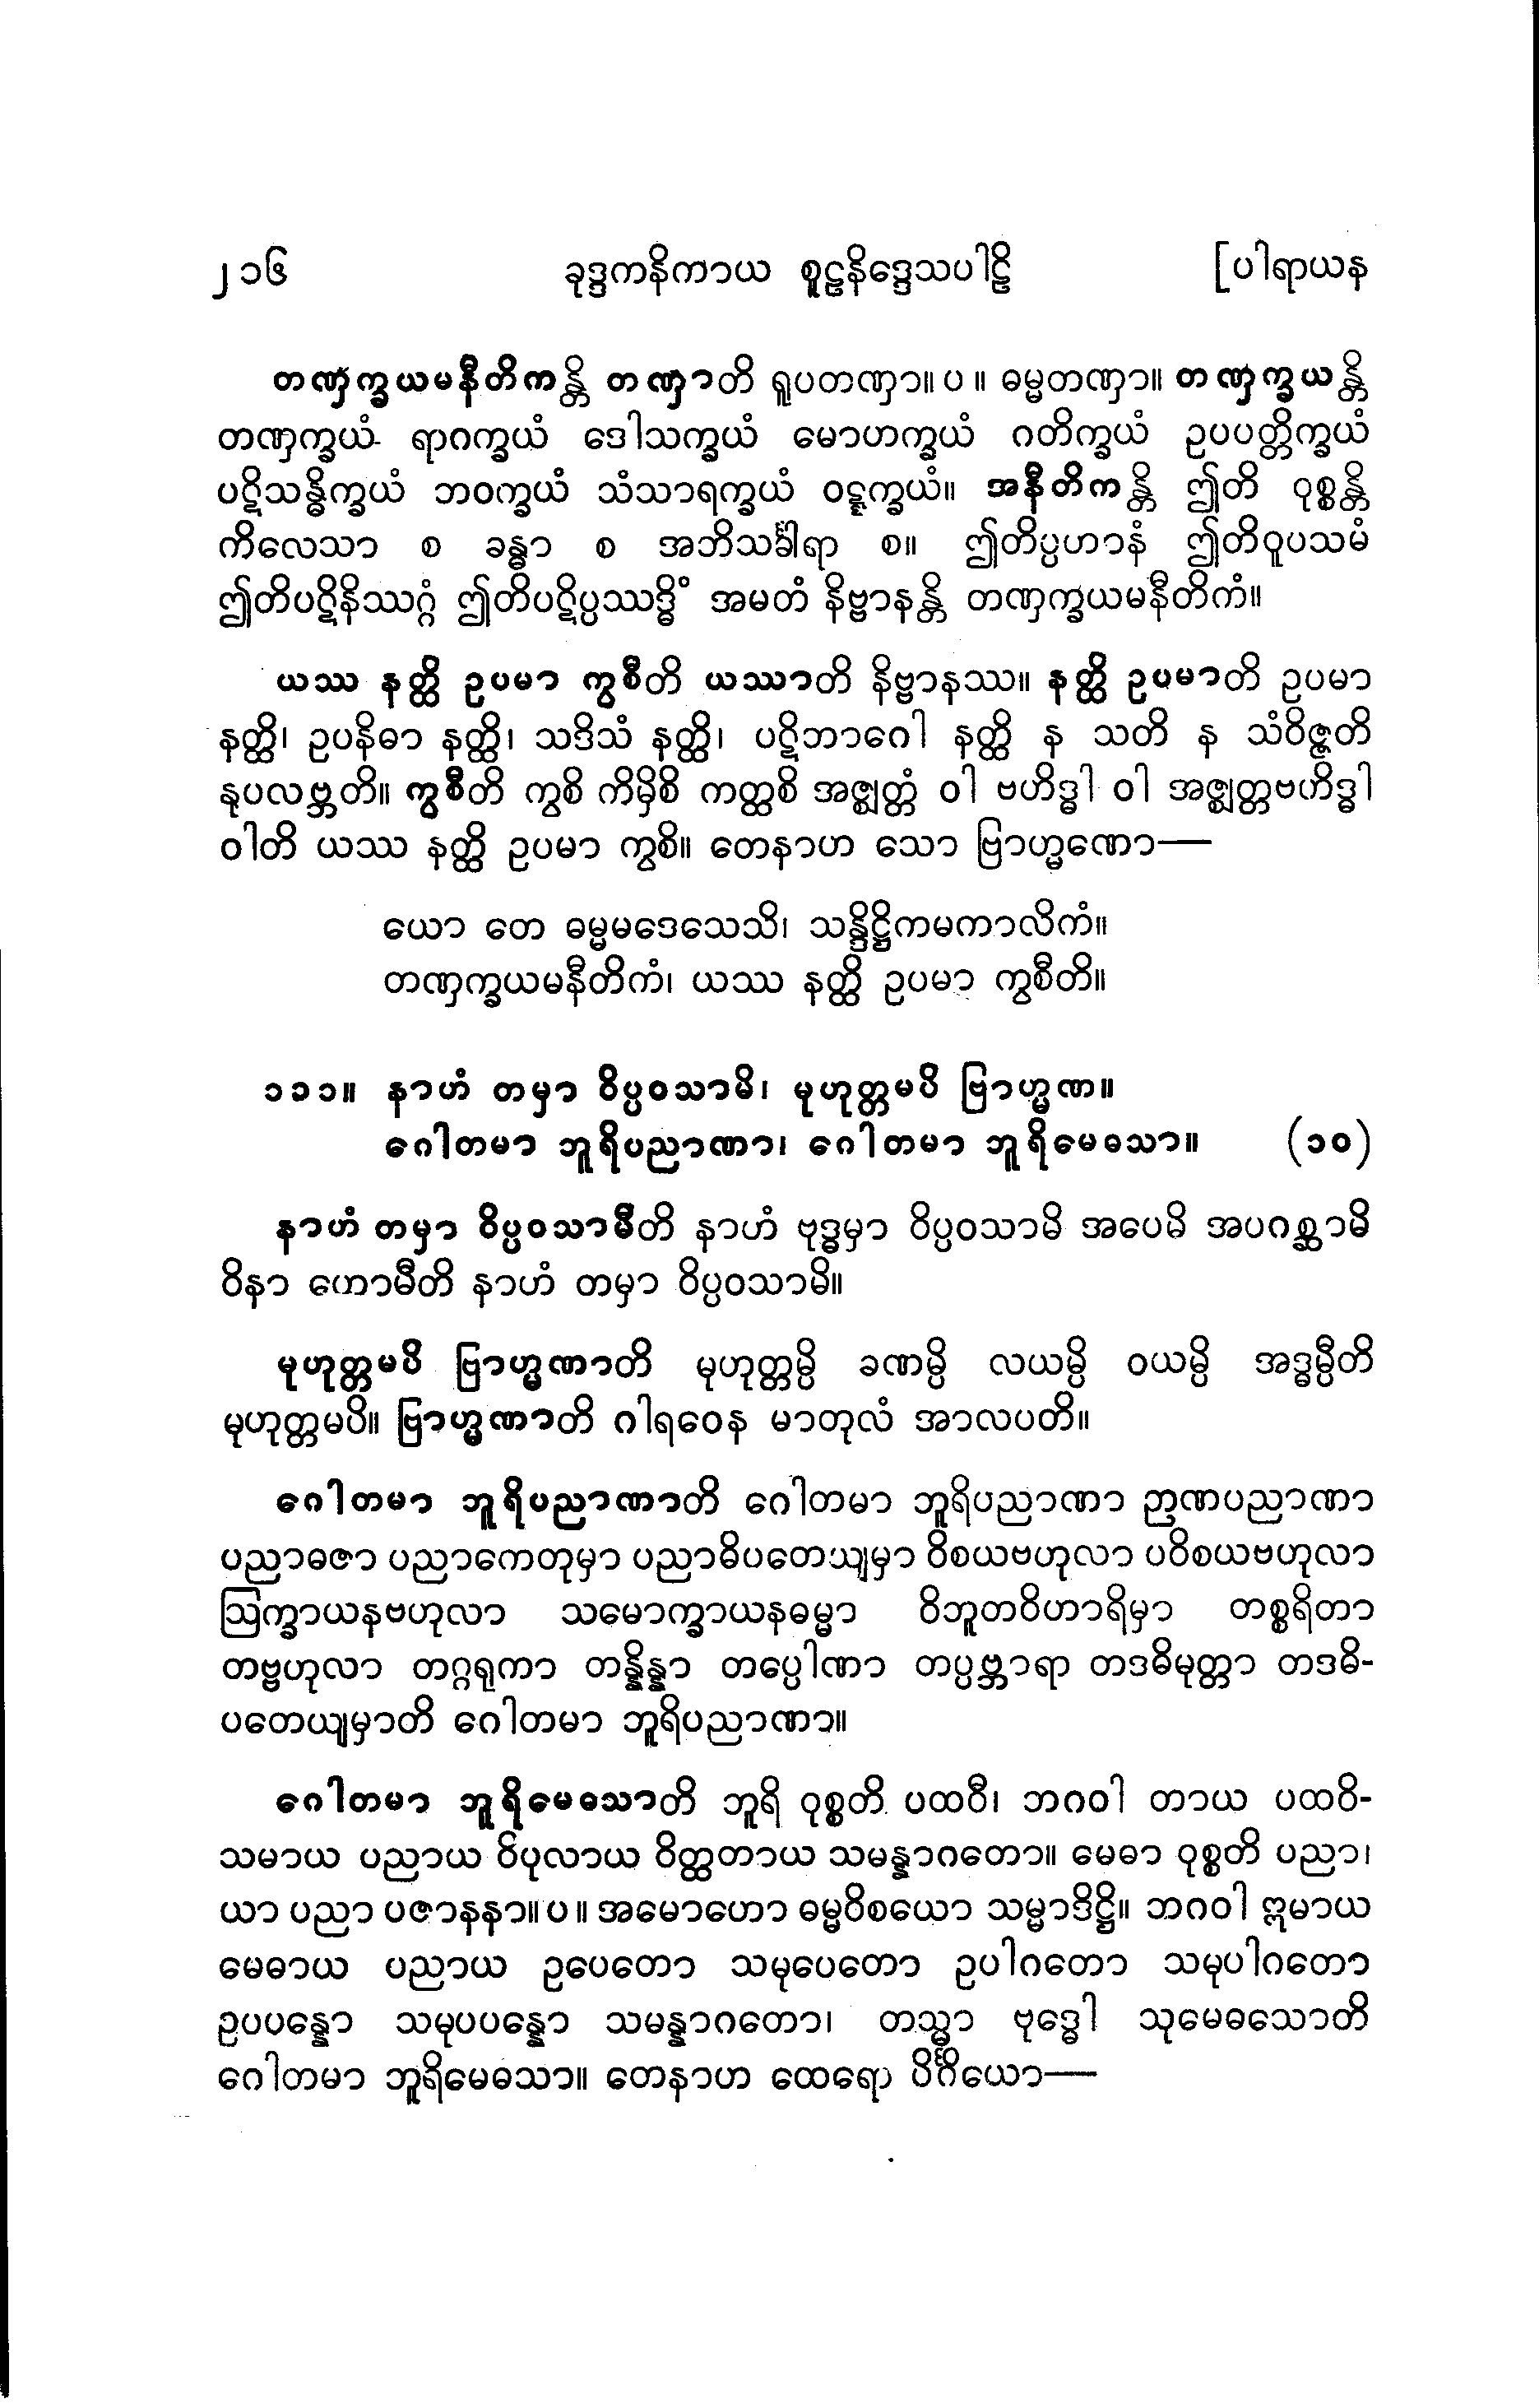 ၂၁၆ ခုဒ္ဒကနိကာယ စူဠနိဒ္ဒေသပါဠိ [ပါရာယန
တဏှက္ခယမနီတိကန္တိ တဏှာတိ ရူပတဏှာ။ပ။ ဓမ္မတဏှာ။ တဏှက္ခယန္တိ
တဏှက္ခယံ ရာဂက္ခယံ ဒေါသက္ခယံ မောဟက္ခယံ ဂတိက္ခယံ ဥပပတ္တိက္ခယံ
ပဋိသန္ဓိက္ခယံ ဘဝက္ခယံ သံသာရက္ခယံ ဝဋ္ဋက္ခယံ။ အနီတိကန္တိ ဤတိ ဝုစ္စန္တိ
ကိလေသာ စ ခန္ဓာ စ အဘိသင်္ခါရာ စ။ ဤတိပ္ပဟာနံ ဤတိဝူပသမံ
ဤတိပဋိနိဿဂ္ဂံ ဤတိပဋိပ္ပဿဒ္ဓိံ အမတံ နိဗ္ဗာနန္တိ တဏှက္ခယမနီတိကံ။
ယဿ နတ္ထိ ဥပမာ ကွစီတိ ယဿာတိ နိဗ္ဗာနဿ။ နတ္ထိ ဥပမာတိ ဥပမာ
နတ္ထိ၊ ဥပနိဓာ နတ္ထိ၊ သဒိသံ နတ္ထိ၊ ပဋိဘာဂေါ နတ္ထိ န သတိ န သံဝိဇ္ဇတိ
နုပလဗ္ဘတိ။ ကွစီတိ ကွစိ ကိမှိစိ ကတ္ထစိ အဇ္ဈတ္တံ ဝါ ဗဟိဒ္ဓါ ဝါ အဇ္ဈတ္တဗဟိဒ္ဓါ
ဝါတိ ယဿ နတ္ထိ ဥပမာ ကွစိ။ တေနာဟ သော ဗြာဟ္မဏော—
ယော တေ ဓမ္မမဒေသေသိ၊ သန္ဒိဋ္ဌိကမကာလိကံ။
တဏှက္ခယမနီတိကံ၊ ယဿ နတ္ထိ ဥပမာ ကွစီတိ။
၁၁၁။ နာဟံ တမှာ ဝိပ္ပဝသာမိ၊ မုဟုတ္တမပိ ဗြာဟ္မဏ။
ဂေါတမာ ဘူရိပညာဏာ၊ ဂေါတမာ ဘူရိမေဓသာ။ (၁၀)
နာဟံ တမှာ ဝိပ္ပဝသာမီတိ နာဟံ ဗုဒ္ဓမှာ ဝိပ္ပဝသာမိ အပေမိ အပဂစ္ဆာမိ
ဝိနာ ဟောမီတိ နာဟံ တမှာ ဝိပ္ပဝသာမိ။
မုဟုတ္တမပိ ဗြာဟ္မဏာတိ မုဟုတ္တမ္ပိ ခဏမ္ပိ လယမ္ပိ ဝယမ္ပိ အဒ္ဓမ္ပီတိ
မုဟုတ္တမပိ။ ဗြာဟ္မဏာတိ ဂါရဝေန မာတုလံ အာလပတိ။
ဂေါတမာ ဘူရိပညာဏာတိ ဂေါတမာ ဘူရိပညာဏာ ဉာဏပညာဏာ
ပညာဓဇာ ပညာကေတုမှာ ပညာဓိပတေယျမှာ ဝိစယဗဟုလာ ပဝိစယဗဟုလာ
ဩက္ခာယနဗဟုလာ သမောက္ခာယနဓမ္မာ ဝိဘူတဝိဟာရိမှာ တစ္စရိတာ
တဗ္ဗဟုလာ တဂ္ဂရုကာ တန္နိန္နာ တပ္ပေါဏာ တပ္ပဗ္ဘာရာ တဒဓိမုတ္တာ တဒဓိ-
ပတေယျမှာတိ ဂေါတမာ ဘူရိပညာဏာ။
ဂေါတမာ ဘူရိမေဓသာတိ ဘူရိ ဝုစ္စတိ ပထဝီ၊ ဘဂဝါ တာယ ပထဝိ-
သမာယ ပညာယ ဝိပုလာယ ဝိတ္ထတာယ သမန္နာဂတော။ မေဓာ ဝုစ္စတိ ပညာ၊
ယာ ပညာ ပဇာနနာ။ပ။ အမောဟော ဓမ္မဝိစယော သမ္မာဒိဋ္ဌိ။ ဘဂဝါ ဣမာယ
မေဓာယ ပညာယ ဥပေတော သမုပေတော ဥပါဂတော သမုပါဂတော
ဥပပန္နော သမုပပန္နော သမန္နာဂတော၊ တသ္မာ ဗုဒ္ဓေါ သုမေဓသောတိ
ဂေါတမာ ဘူရိမေဓသာ။ တေနာဟ ထေရော ပိင်္ဂိယော—